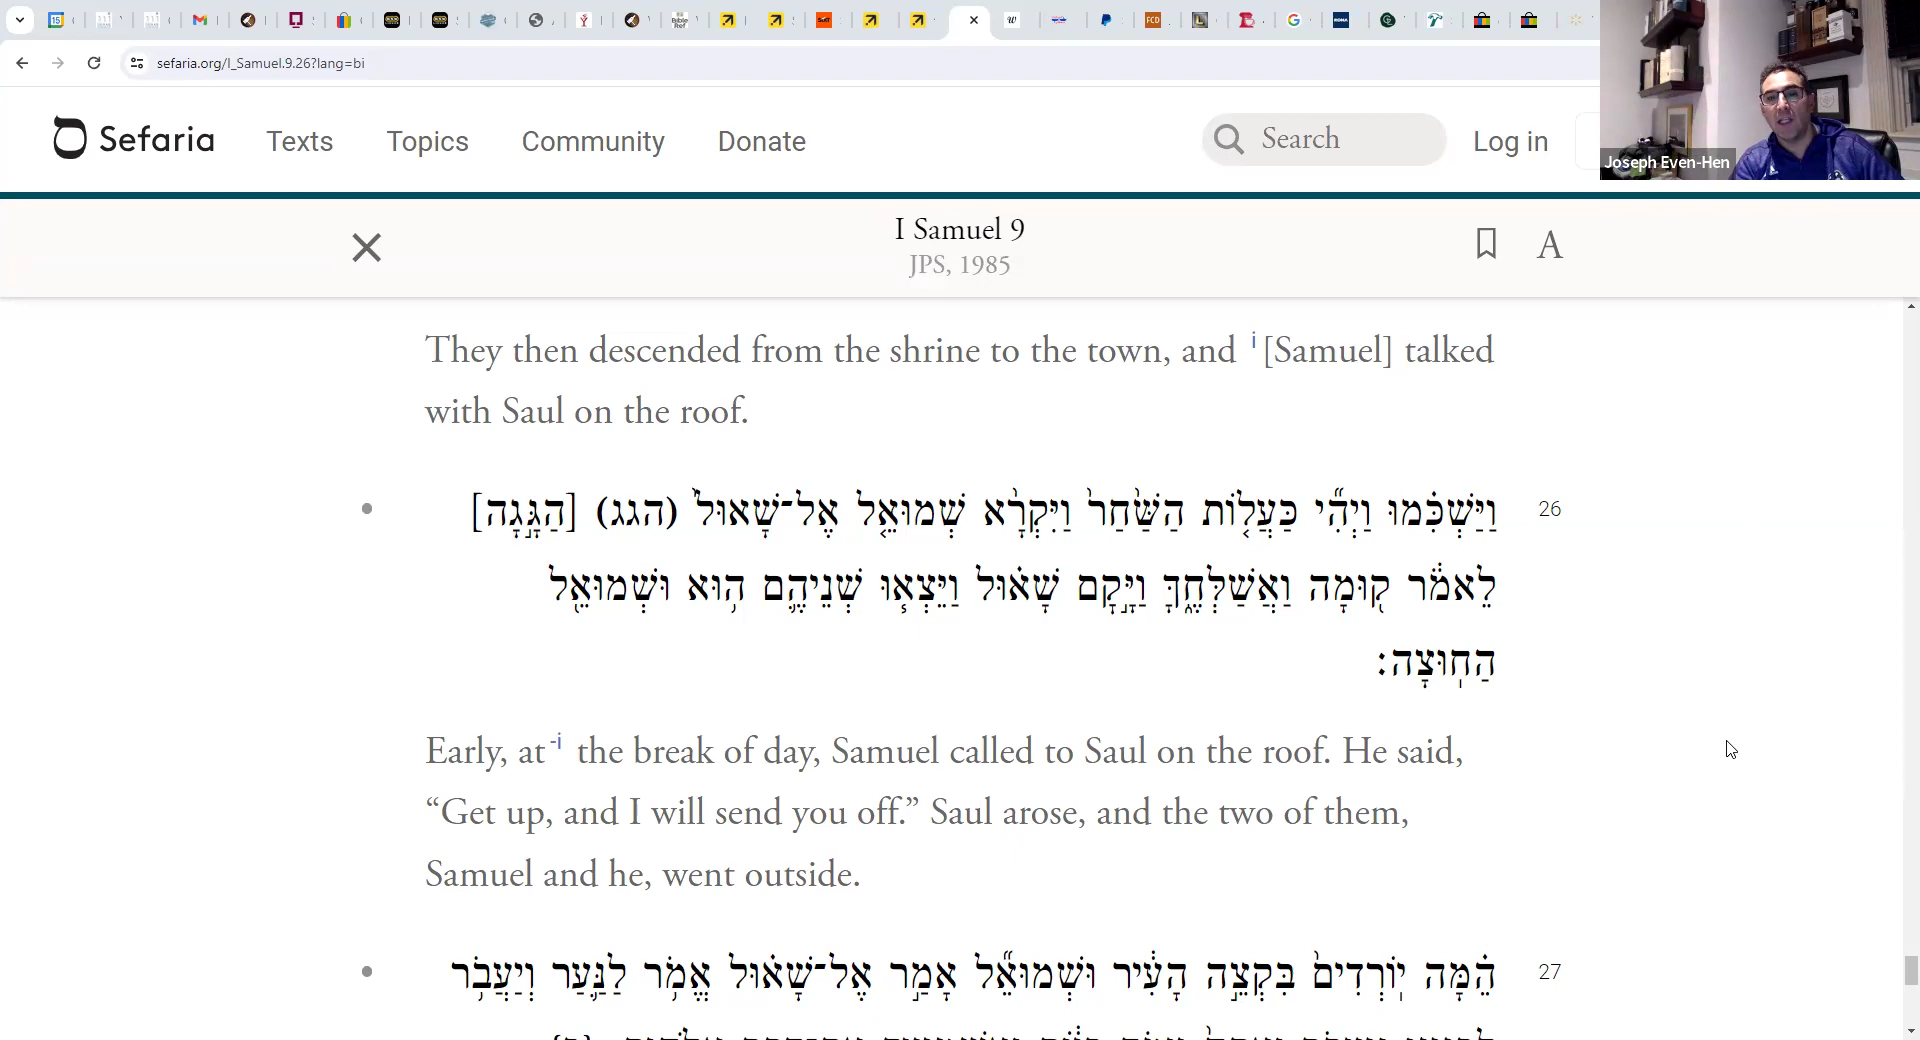 sefaria.org/I_Samuel.9.26?lang=bi
Sefaria Texts Topics Community Donate Search Log in
Joseph Even-Hen
I Samuel 9
JPS, 1985
A
They then descended from the shrine to the town, and i[Samuel] talked
with Saul on the roof.
26
וַיַּשְׁכִּ֗מוּ וַיְהִ֞י כַּעֲל֤וֹת הַשַּׁ֙חַר֙ וַיִּקְרָ֨א שְׁמוּאֵ֤ל אֶל־שָׁאוּל֙ (הגג) [הַגָּ֣גָה]
לֵאמֹ֔ר ק֖וּמָה וַאֲשַׁלְּחֶ֑ךָּ וַיָּ֣קׇם שָׁא֗וּל וַיֵּצְא֧וּ שְׁנֵיהֶ֛ם ה֥וּא וּשְׁמוּאֵ֖ל
הַחֽוּצָה׃
Early, at-i the break of day, Samuel called to Saul on the roof. He said,
“Get up, and I will send you off.” Saul arose, and the two of them,
Samuel and he, went outside.
27
הֵ֗מָּה יֽוֹרְדִים֙ בִּקְצֵ֣ה הָעִ֔יר וּשְׁמוּאֵ֞ל אָמַ֣ר אֶל־שָׁא֗וּל אֱמֹ֥ר לַנַּ֛עַר וְיַעֲבֹ֥ר